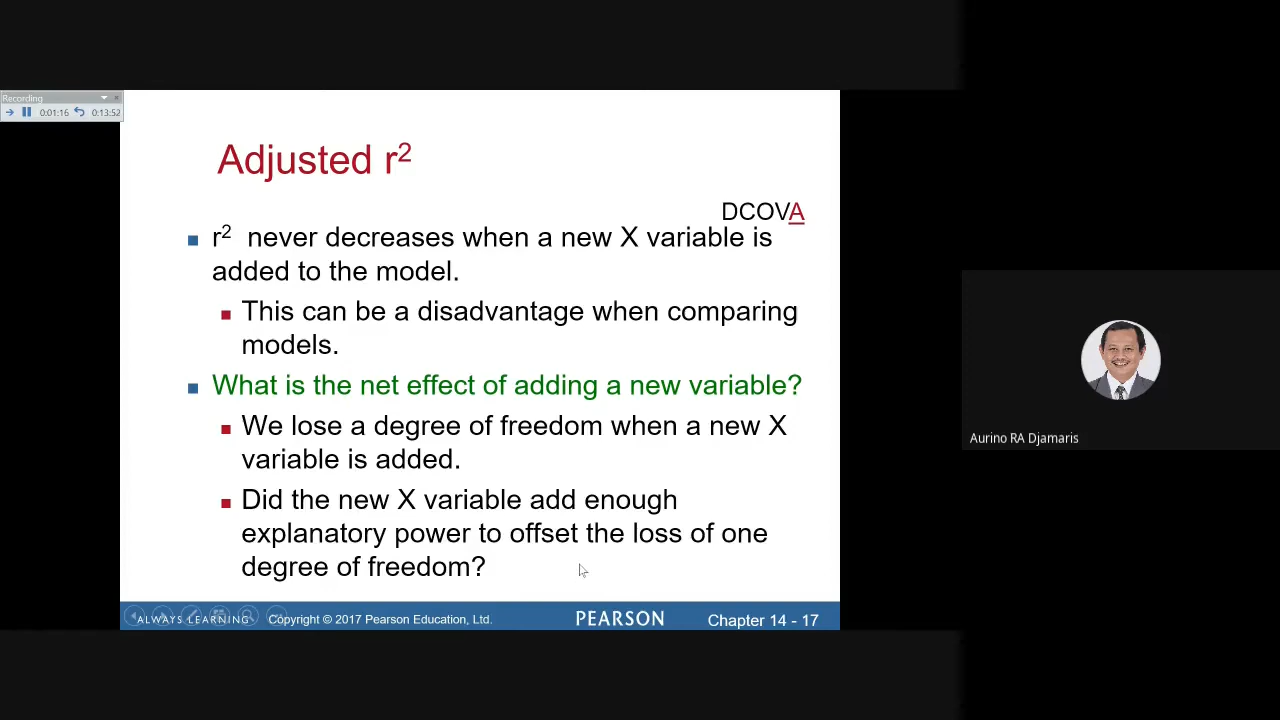 Recording
0:01:16 0:13:52
Adjusted r²
DCOVA
r² never decreases when a new X variable is
added to the model.
This can be a disadvantage when comparing
models.
What is the net effect of adding a new variable?
We lose a degree of freedom when a new X
variable is added.
Did the new X variable add enough
explanatory power to offset the loss of one
degree of freedom?
Aurino RA Djamaris
ALWAYS LEARNING Copyright © 2017 Pearson Education, Ltd. PEARSON Chapter 14 - 17